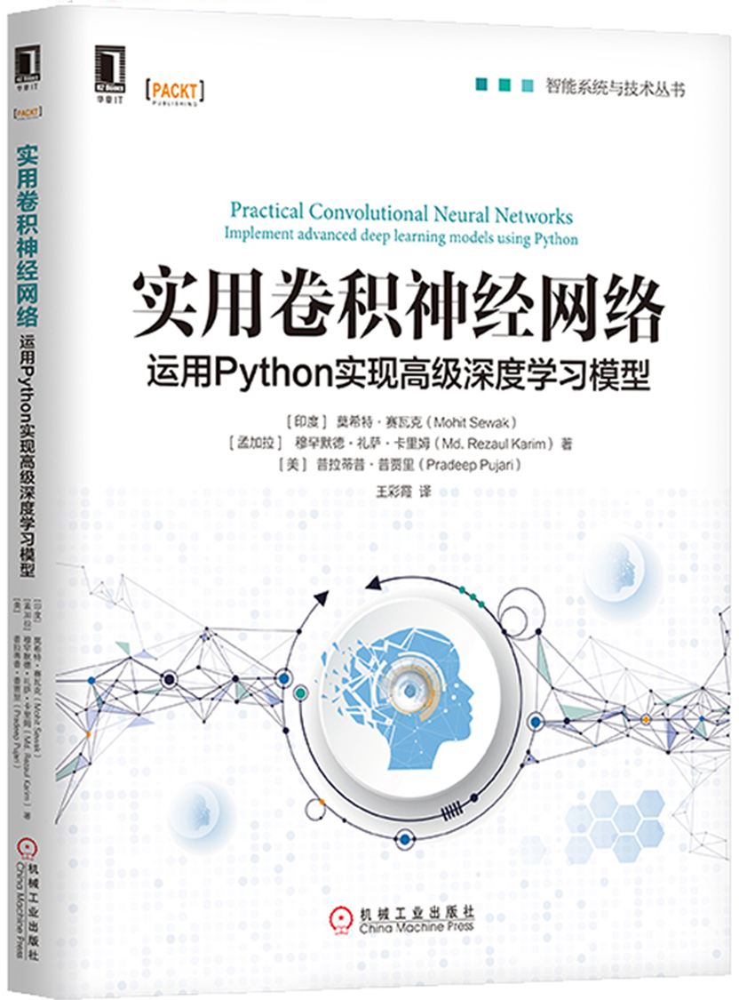 HZ Books
华章IT
[PACKT]
PUBLISHING
智能系统与技术丛书
Practical Convolutional Neural Networks
Implement advanced deep learning models using Python
实用卷积神经网络
运用Python实现高级深度学习模型
[印度] 莫希特·赛瓦克(Mohit Sewak)
[孟加拉] 穆罕默德·礼萨·卡里姆(Md. Rezaul Karim)著
[美] 普拉蒂普·普贾里(Pradeep Pujari)
王彩霞 译
机械工业出版社
China Machine Press
HZ Books
华章IT
[PACKT]
实用卷积神经网络
运用Python实现高级深度学习模型
[印度] 莫希特·赛瓦克(Mohit Sewak)
[孟加拉] 穆罕默德·礼萨·卡里姆(Md. Rezaul Karim)著
[美] 普拉蒂普·普贾里(Pradeep Pujari)
机械工业出版社
China Machine Press